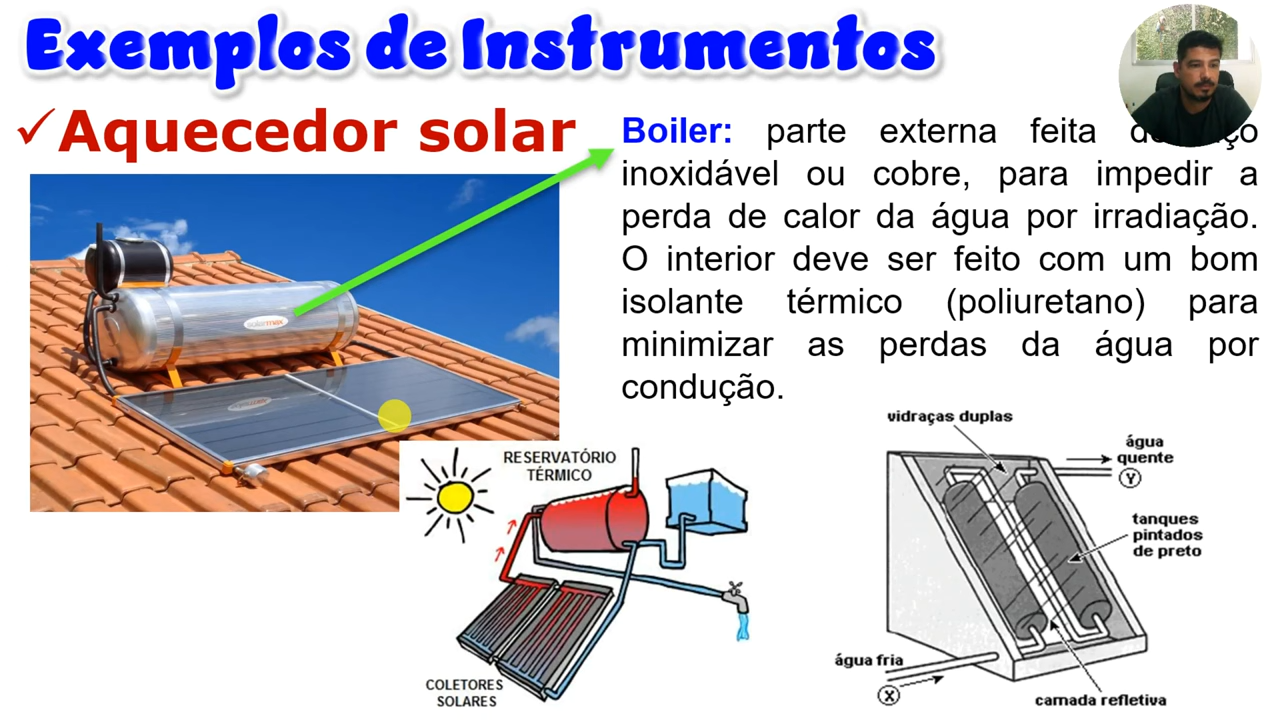 Exemplos de Instrumentos
✓Aquecedor solar
Boiler: parte externa feita
inoxidável ou cobre, para impedir a
perda de calor da água por irradiação.
O interior deve ser feito com um bom
isolante térmico (poliuretano) para
minimizar as perdas da água por
condução.
solarmax
RESERVATÓRIO
TÉRMICO
COLETORES
SOLARES
vidraças duplas
água
quente
Y
tanques
pintados
de preto
água fria
X
camada refletiva